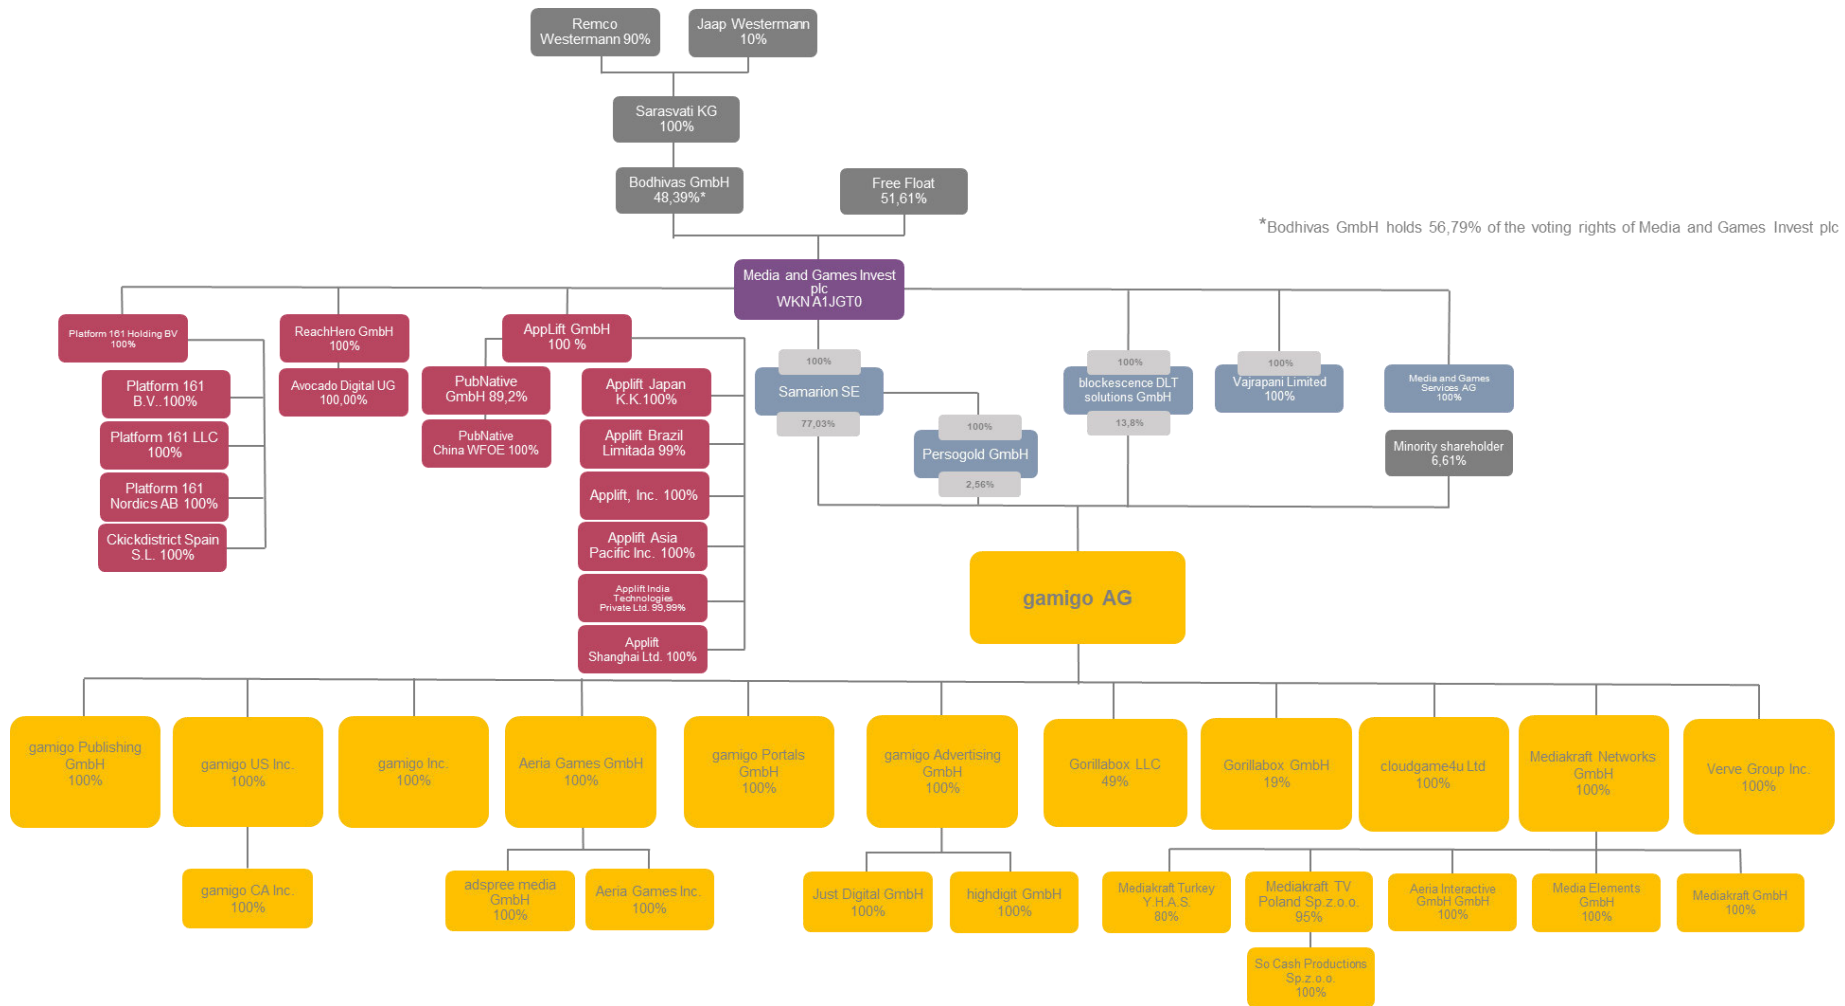 Remco
Westermann 90%
Jaap Westermann
10%
Sarasvati KG
100%
Bodhivas GmbH
48,39%*
Free Float
51,61%
*Bodhivas GmbH holds 56,79% of the voting rights of Media and Games Invest plc
Media and Games Invest
plc
WKN A1JGT0
Platform 161 Holding BV
100%
ReachHero GmbH
100%
AppLift GmbH
100 %
Platform 161
B.V..100%
Platform 161 LLC
100%
Platform 161
Nordics AB 100%
Ckickdistrict Spain
S.L. 100%
Avocado Digital UG
100,00%
PubNative
GmbH 89,2%
PubNative
China WFOE 100%
Applift Japan
K.K.100%
Applift Brazil
Limitada 99%
Applift, Inc. 100%
Applift Asia
Pacific Inc. 100%
Applift India
Technologies
Private Ltd. 99,99%
Applift
Shanghai Ltd. 100%
100%
Samarion SE
77,03%
100%
Persogold GmbH
2,56%
100%
blockescence DLT
solutions GmbH
13,8%
100%
Vajrapani Limited
100%
Media and Games
Services AG
100%
Minority shareholder
6,61%
gamigo AG
gamigo Publishing
GmbH
100%
gamigo US Inc.
100%
gamigo Inc.
100%
Aeria Games GmbH
100%
gamigo Portals
GmbH
100%
gamigo Advertising
GmbH
100%
Gorillabox LLC
49%
Gorillabox GmbH
19%
cloudgame4u Ltd
100%
Mediakraft Networks
GmbH
100%
Verve Group Inc.
100%
gamigo CA Inc.
100%
adspree media
GmbH
100%
Aeria Games Inc.
100%
Just Digital GmbH
100%
highdigit GmbH
100%
Mediakraft Turkey
Y.H.A.S.
80%
Mediakraft TV
Poland Sp.z.o.o.
95%
Aeria Interactive
GmbH GmbH
100%
Media Elements
GmbH
100%
Mediakraft GmbH
100%
So Cash Productions
Sp.z.o.o.
100%